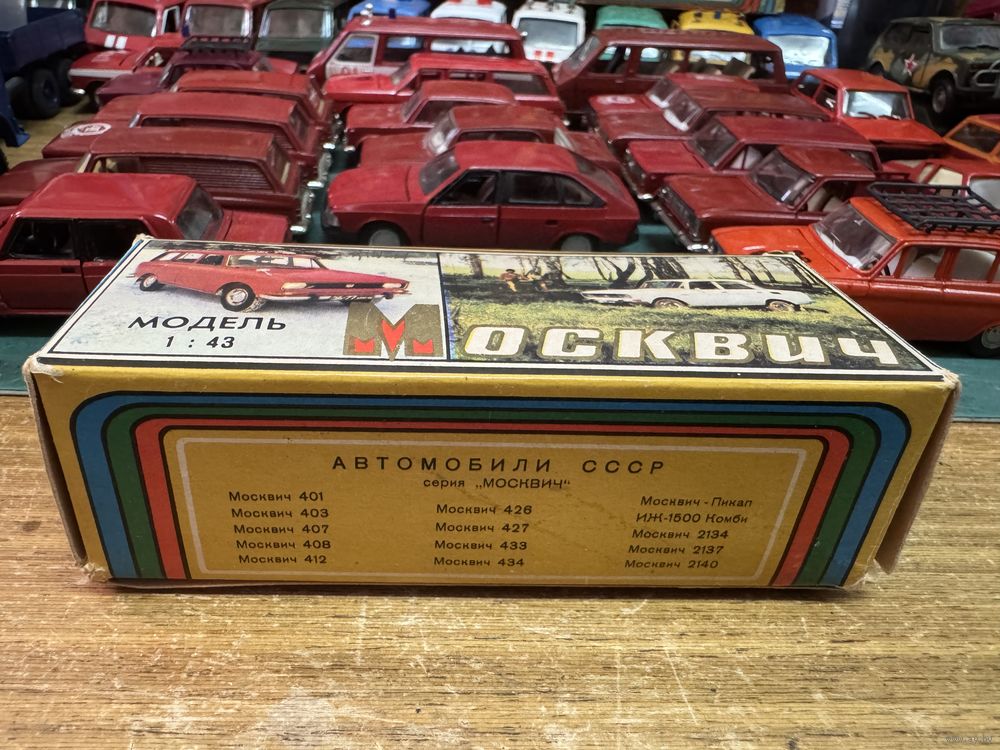 МОДЕЛЬ
1 : 43
МОСКВИЧ
АВТОМОБИЛИ СССР
серия „МОСКВИЧ“
Москвич 401
Москвич 403
Москвич 407
Москвич 408
Москвич 412
Москвич 426
Москвич 427
Москвич 433
Москвич 434
Москвич - Пикап
ИЖ-1500 Комби
Москвич 2134
Москвич 2137
Москвич 2140